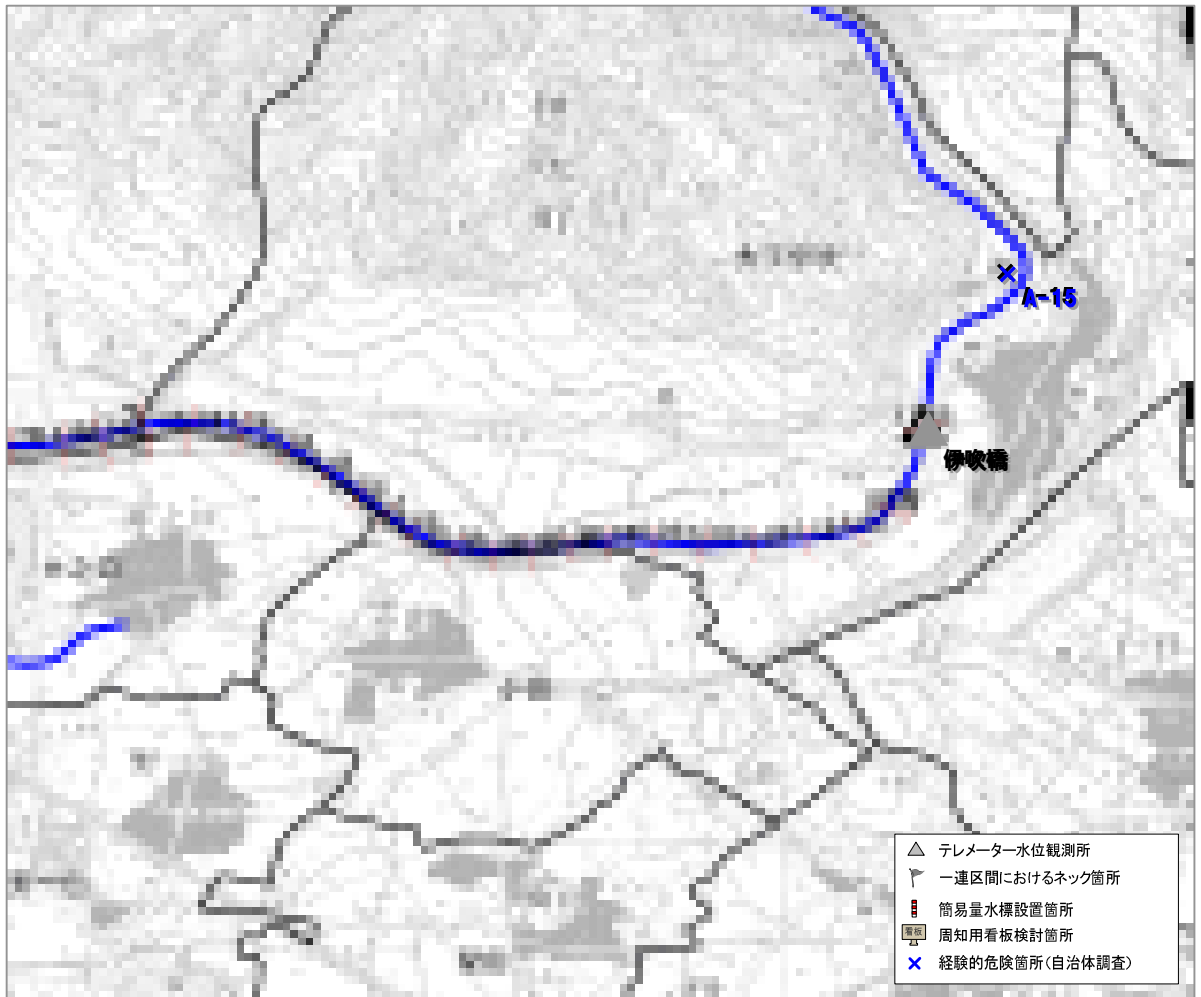 A-15
伊吹橋
テレメーター水位観測所
一連区間におけるネック箇所
簡易量水標設置箇所
看板
周知用看板検討箇所
経験的危険箇所(自治体調査)